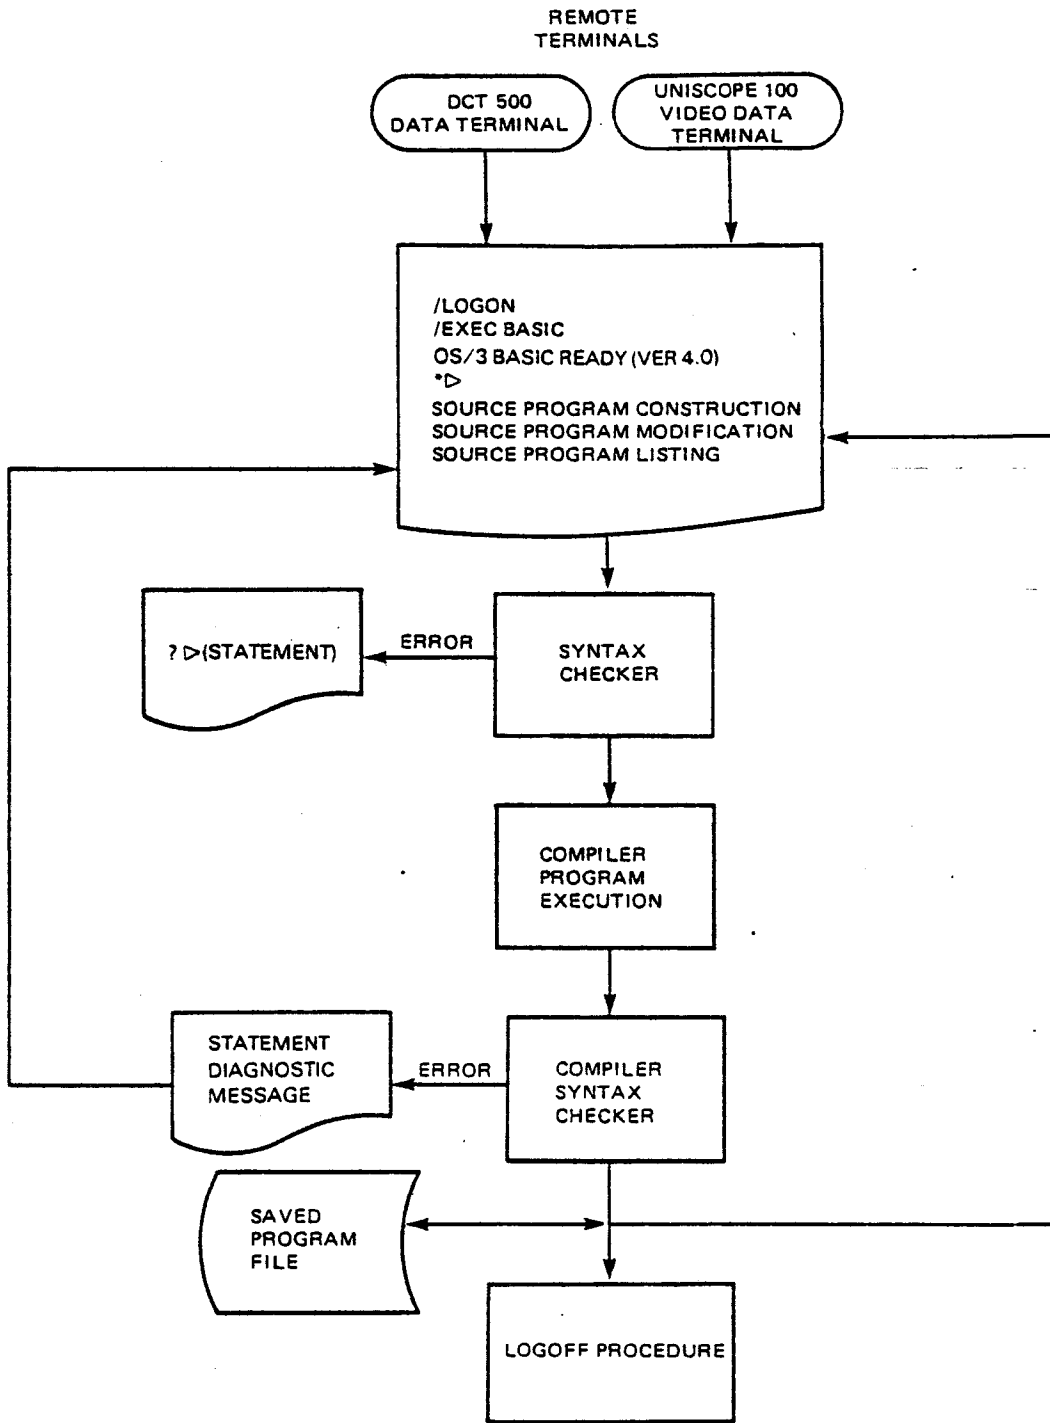 REMOTE
TERMINALS
DCT 500
DATA TERMINAL
UNISCOPE 100
VIDEO DATA
TERMINAL
/LOGON
/EXEC BASIC
OS/3 BASIC READY (VER 4.0)
*▷
SOURCE PROGRAM CONSTRUCTION
SOURCE PROGRAM MODIFICATION
SOURCE PROGRAM LISTING
? ▷(STATEMENT)
ERROR
SYNTAX
CHECKER
COMPILER
PROGRAM
EXECUTION
STATEMENT
DIAGNOSTIC
MESSAGE
ERROR
COMPILER
SYNTAX
CHECKER
SAVED
PROGRAM
FILE
LOGOFF PROCEDURE